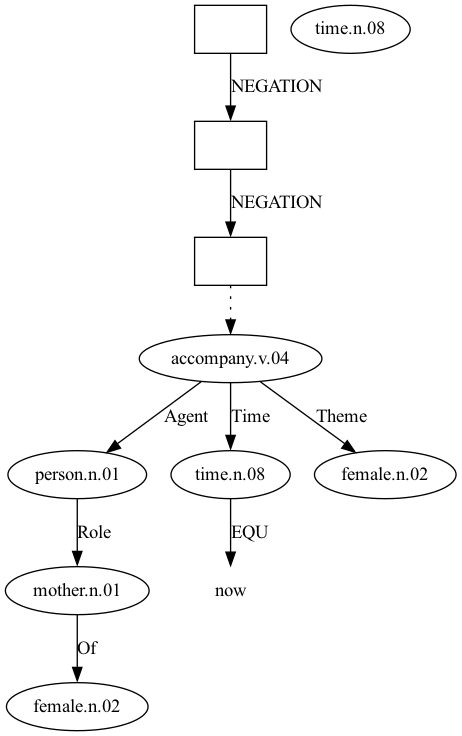 time.n.08
NEGATION
NEGATION
accompany.v.04
Agent
Time
Theme
person.n.01
time.n.08
female.n.02
Role
EQU
mother.n.01
now
Of
female.n.02